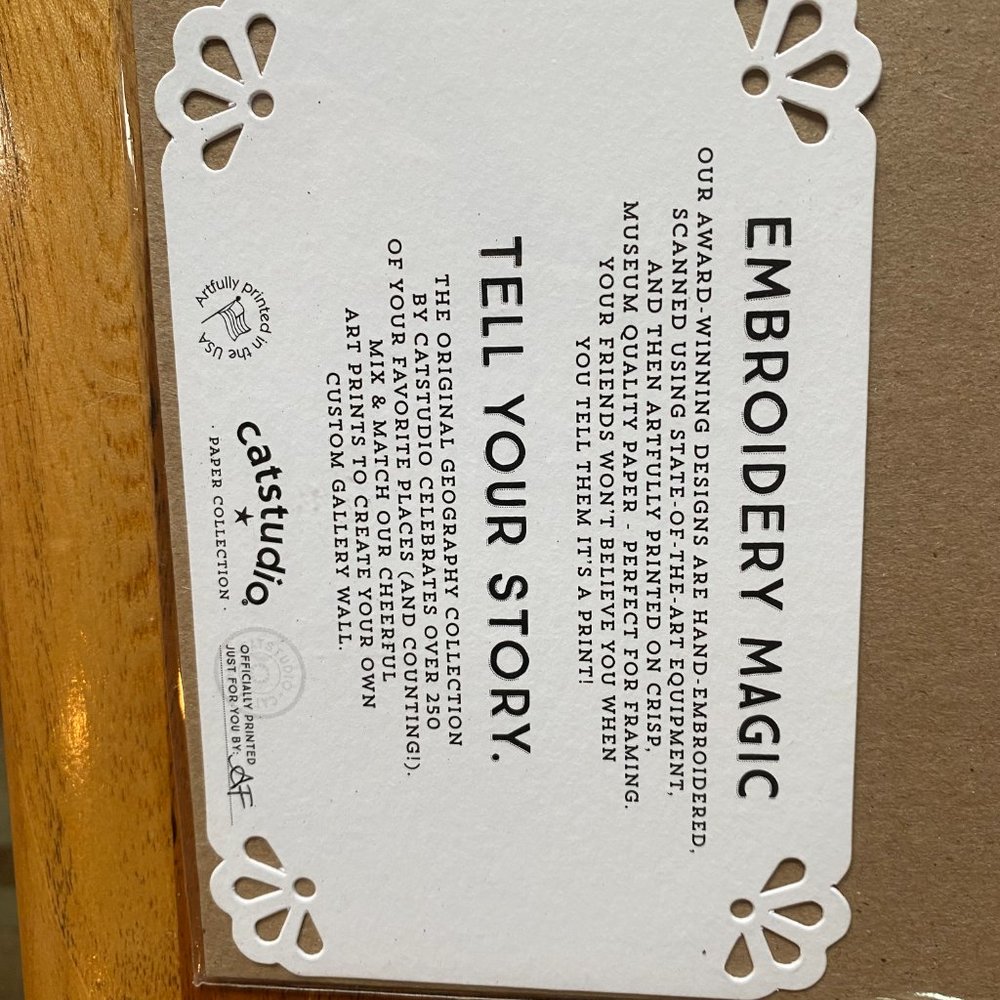 EMBROIDERY MAGIC
OUR AWARD-WINNING DESIGNS ARE HAND-EMBROIDERED,
SCANNED USING STATE-OF-THE-ART EQUIPMENT,
AND THEN ARTFULLY PRINTED ON CRISP,
MUSEUM QUALITY PAPER - PERFECT FOR FRAMING.
YOUR FRIENDS WON'T BELIEVE YOU WHEN
YOU TELL THEM IT'S A PRINT!
TELL YOUR STORY.
THE ORIGINAL GEOGRAPHY COLLECTION
BY CATSTUDIO CELEBRATES OVER 250
OF YOUR FAVORITE PLACES (AND COUNTING!).
MIX & MATCH OUR CHEERFUL
ART PRINTS TO CREATE YOUR OWN
CUSTOM GALLERY WALL.
Artfully printed in the USA
catstudio®
· PAPER COLLECTION ·
CATSTUDIO
OFFICIALLY PRINTED
JUST FOR YOU BY: AF